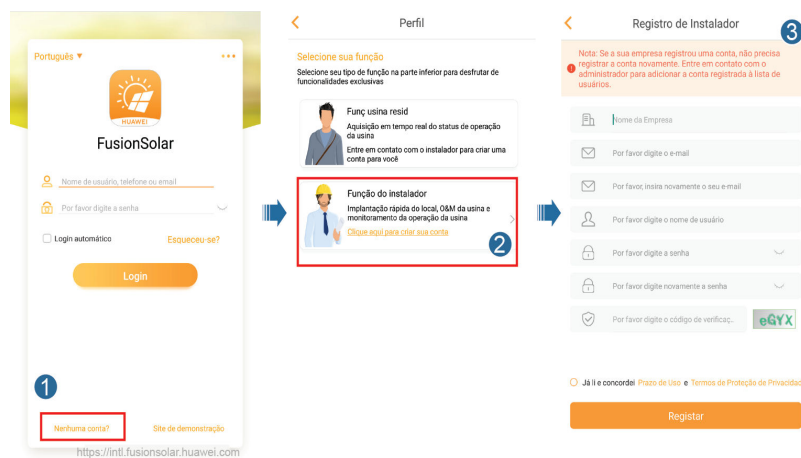 Português ▼
HUAWEI
FusionSolar
Nome de usuário, telefone ou email
Por favor digite a senha
Login automático
Esqueceu-se?
Login
1
Nenhuma conta?
Site de demonstração
https://intl.fusionsolar.huawei.com
Perfil
Selecione sua função
Selecione seu tipo de função na parte inferior para desfrutar de
funcionalidades exclusivas
Funç usina resid
Aquisição em tempo real do status de operação
da usina
Entre em contato com o instalador para criar uma
conta para você
Função do instalador
Implantação rápida do local, O&M da usina e
monitoramento da operação da usina
Clique aqui para criar sua conta
2
Registro de Instalador
3
Nota: Se a sua empresa registrou uma conta, não precisa
registrar a conta novamente. Entre em contato com o
administrador para adicionar a conta registrada à lista de
usuários.
Nome da Empresa
Por favor digite o e-mail
Por favor, insira novamente o seu e-mail
Por favor digite o nome de usuário
Por favor digite a senha
Por favor digite novamente a senha
Por favor digite o código de verificaç..
eGYX
Já li e concordei Prazo de Uso e Termos de Proteção de Privacidad
Registar